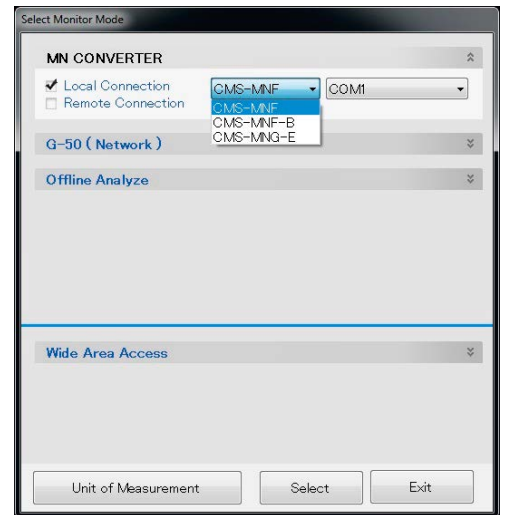 Select Monitor Mode
MN CONVERTER
Local Connection
CMS-MNF
COM1
Remote Connection
CMS-MNF
CMS-MNF-B
CMS-MNG-E
G-50 ( Network )
Offline Analyze
Wide Area Access
Unit of Measurement
Select
Exit